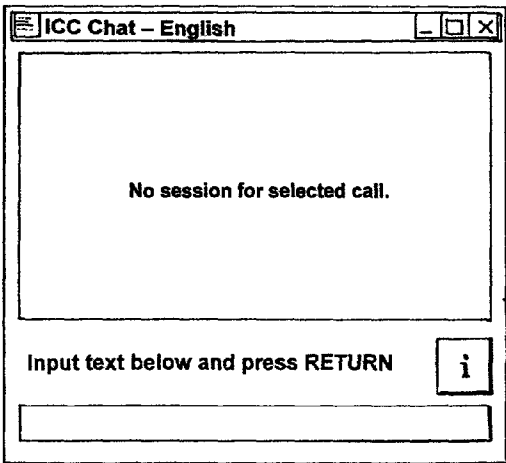 ICC Chat – English
No session for selected call.
Input text below and press RETURN
i